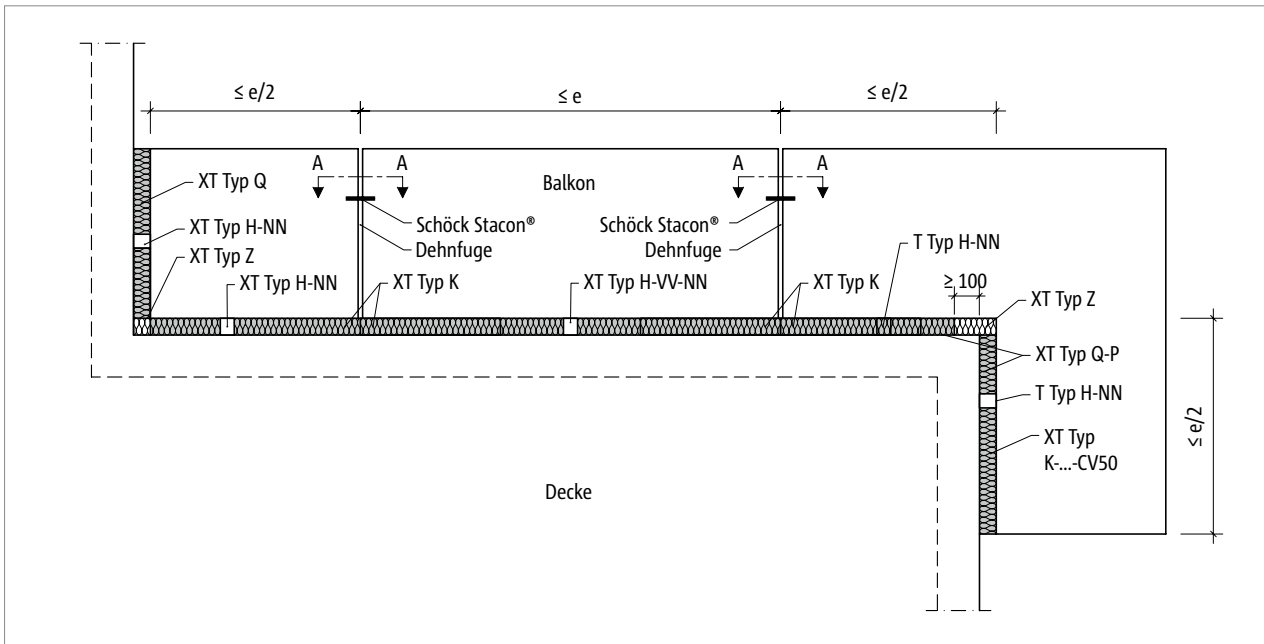 ≤ e/2
≤ e
≤ e/2
A
A
A
A
XT Typ Q
Balkon
Schöck Stacon®
Dehnfuge
Schöck Stacon®
Dehnfuge
XT Typ H-NN
XT Typ Z
XT Typ H-NN
XT Typ K
XT Typ H-VV-NN
XT Typ K
T Typ H-NN
≥ 100
XT Typ Z
XT Typ Q-P
T Typ H-NN
XT Typ
K-...-CV50
≤ e/2
Decke